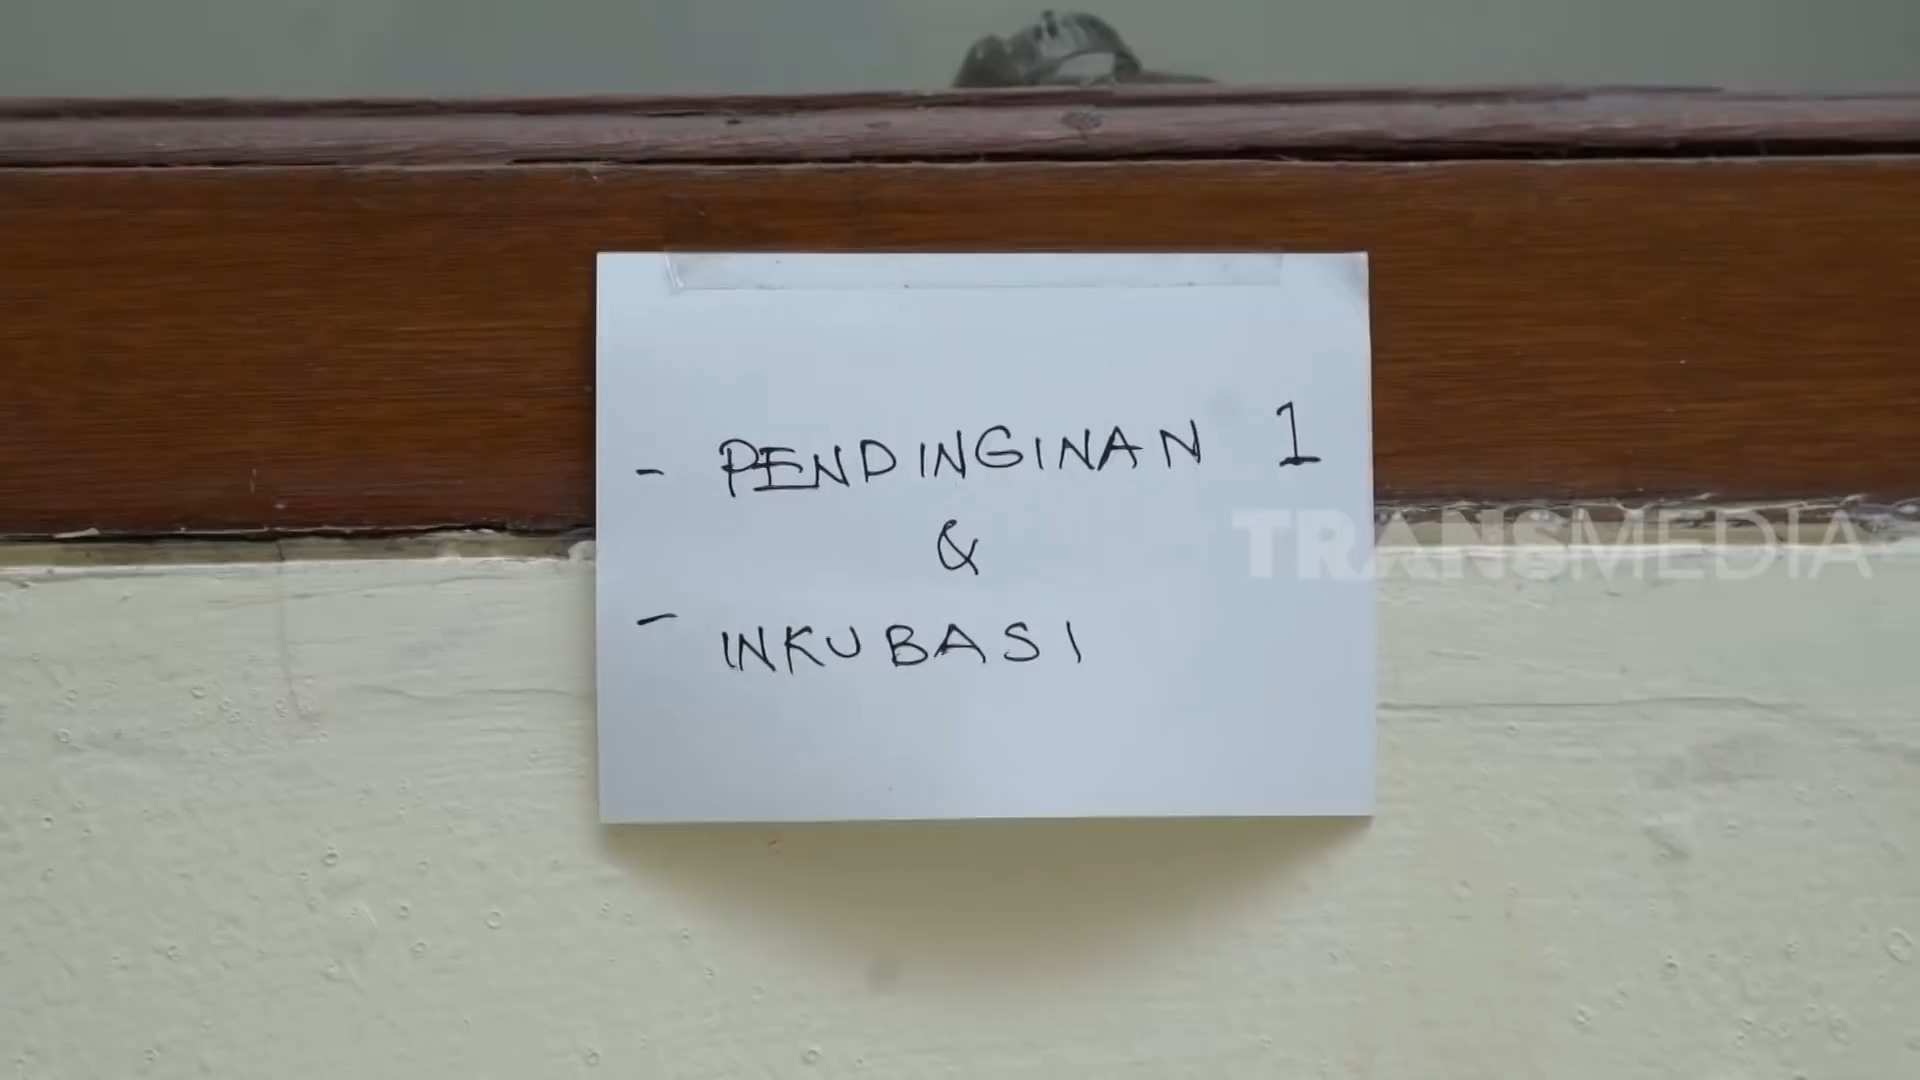 - PENDINGINAN 1
&
- INKUBASI
TRANSMEDIA